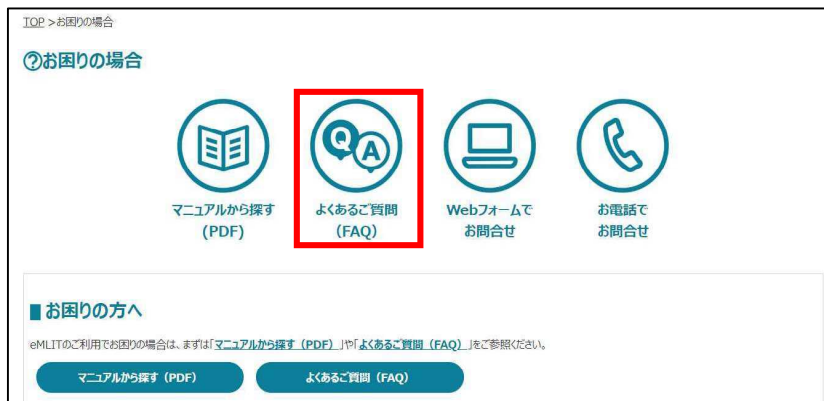 TOP >お困りの場合
?お困りの場合
Q A
マニュアルから探す
(PDF)
よくあるご質問
(FAQ)
Webフォームで
お問合せ
お電話で
お問合せ
■お困りの方へ
eMLITのご利用でお困りの場合は、まずは「マニュアルから探す（PDF）」や「よくあるご質問（FAQ）」をご参照ください。
マニュアルから探す（PDF）
よくあるご質問（FAQ）